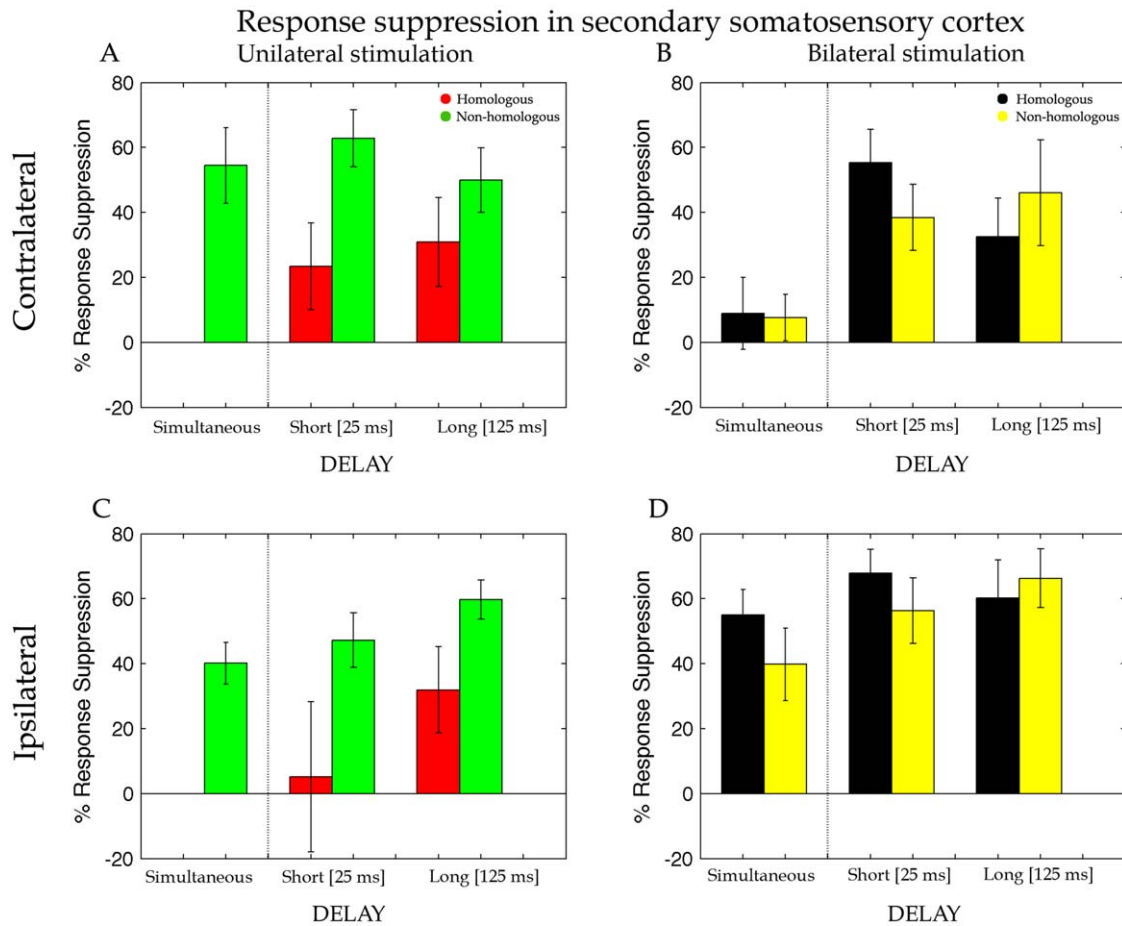 Response suppression in secondary somatosensory cortex
A
Unilateral stimulation
B
Bilateral stimulation
Contralateral
% Response Suppression
80
60
40
20
0
-20
Homologous
Non-homologous
Simultaneous
Short [25 ms]
Long [125 ms]
DELAY
% Response Suppression
80
60
40
20
0
-20
Homologous
Non-homologous
Simultaneous
Short [25 ms]
Long [125 ms]
DELAY
Ipsilateral
C
% Response Suppression
80
60
40
20
0
-20
Simultaneous
Short [25 ms]
Long [125 ms]
DELAY
D
% Response Suppression
80
60
40
20
0
-20
Simultaneous
Short [25 ms]
Long [125 ms]
DELAY